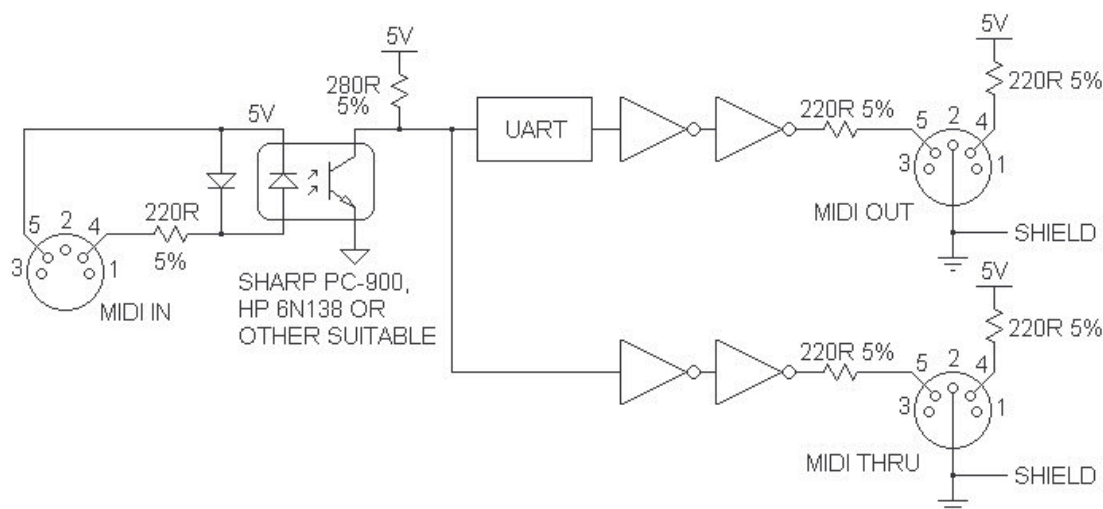 5V
5V
220R 5%
280R
5%
5V
UART
220R 5%
5
2
4
3
1
MIDI OUT
SHIELD
5
2
4
220R
5%
3
1
MIDI IN
SHARP PC-900,
HP 6N138 OR
OTHER SUITABLE
5V
220R 5%
220R 5%
5
2
4
3
1
MIDI THRU
SHIELD